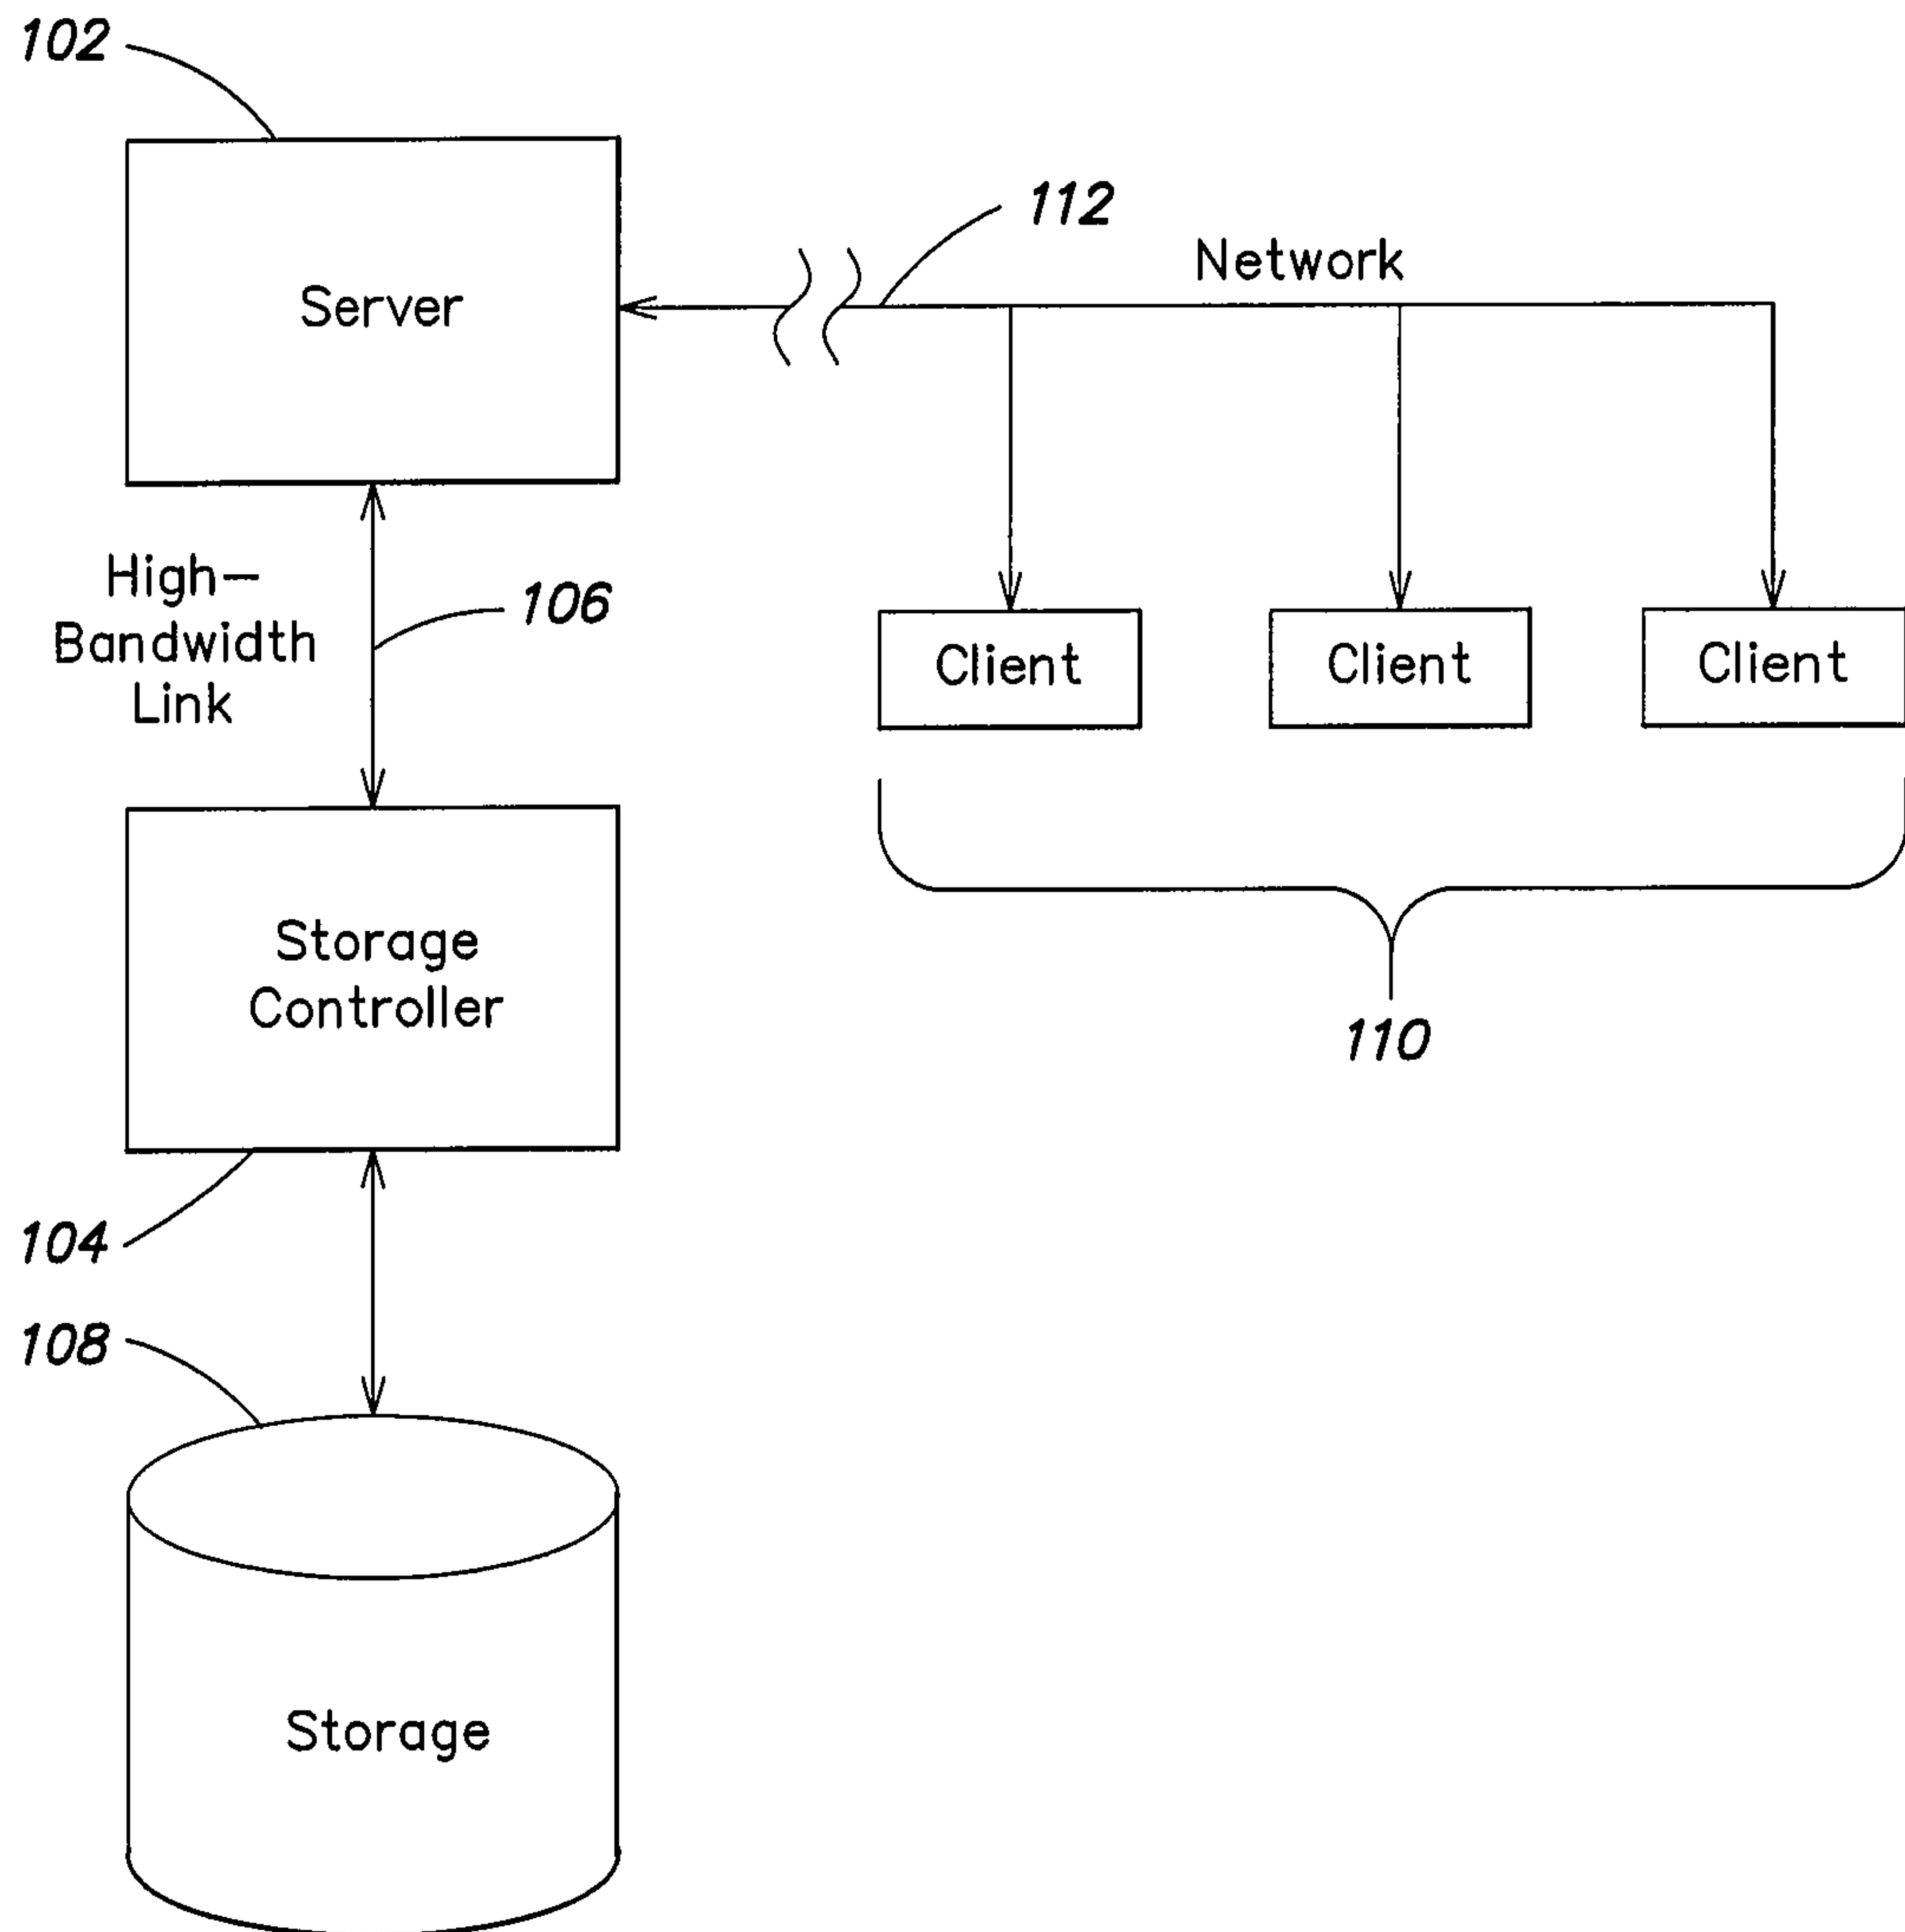 102
112
Network
Server
High-
Bandwidth
Link
106
Client
Client
Client
Storage
Controller
110
104
108
Storage